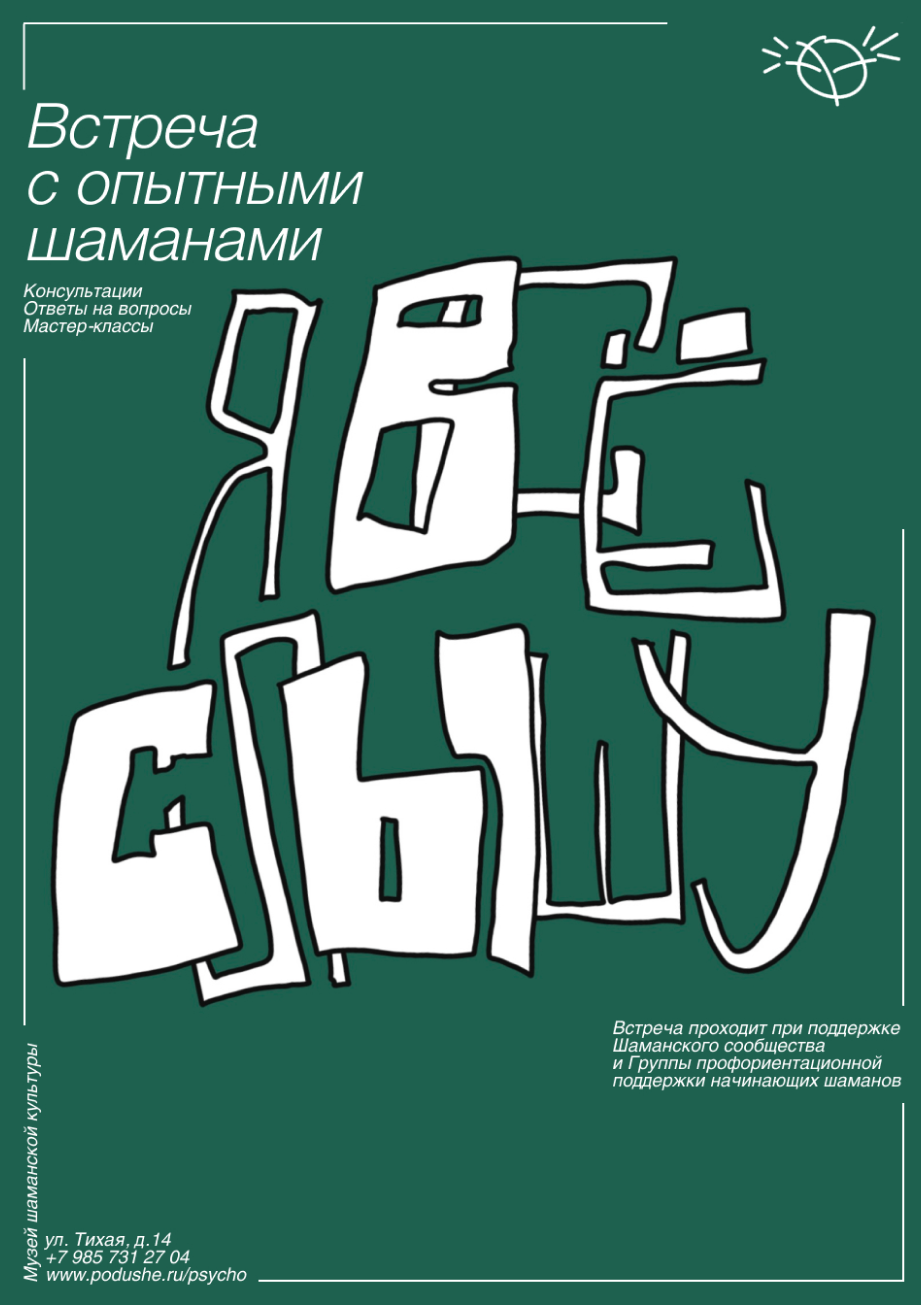 Встреча
с опытными
шаманами
Консультации
Ответы на вопросы
Мастер-классы
Я ВСЁ
СЛЫШУ
Встреча проходит при поддержке
Шаманского сообщества
и Группы профориентационной
поддержки начинающих шаманов
Музей шаманской культуры
ул. Тихая, д.14
+7 985 731 27 04
www.podushe.ru/psycho